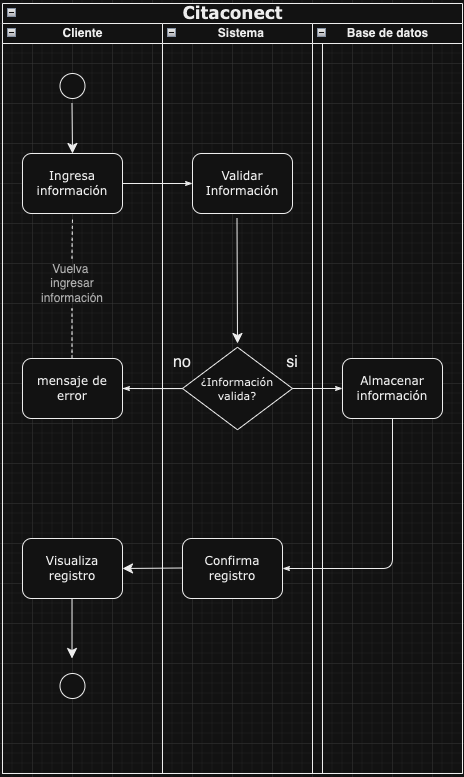 Citaconect
Cliente
Sistema
Base de datos
Ingresa
información
Validar
Información
Vuelva
ingresar
información
no
si
¿Información
valida?
mensaje de
error
Almacenar
información
Visualiza
registro
Confirma
registro